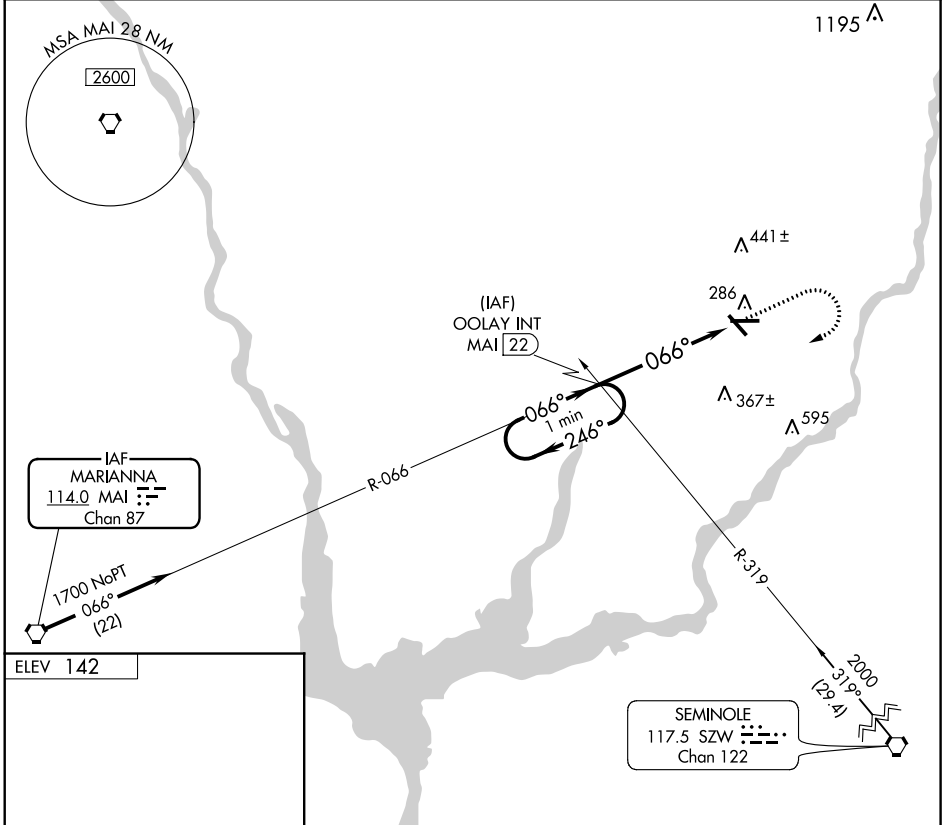 MSA MAI 28 NM
2600
1195
441±
286
(IAF)
OOLAY INT
MAI 22
066°
066°
1 min
246°
367±
595
IAF
MARIANNA
114.0 MAI
Chan 87
R-066
1700 NoPT
066°
(22)
R-319
2000
319°
(29.4)
ELEV 142
SEMINOLE
117.5 SZW
Chan 122